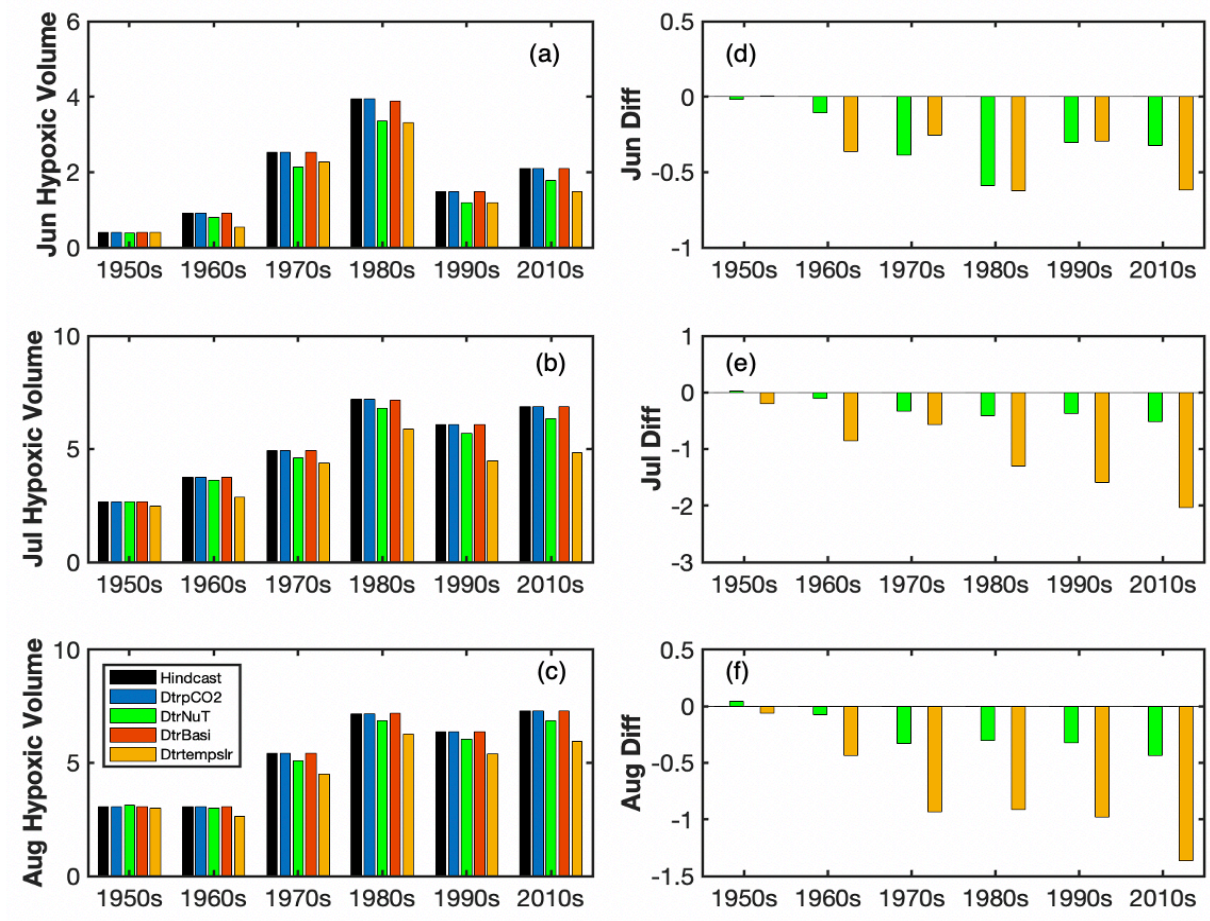 Jun Hypoxic Volume
6
4
2
0
(a)
1950s 1960s 1970s 1980s 1990s 2010s
Jun Diff
0.5
0
-0.5
-1
(d)
1950s 1960s 1970s 1980s 1990s 2010s
Jul Hypoxic Volume
10
5
0
(b)
1950s 1960s 1970s 1980s 1990s 2010s
Jul Diff
1
0
-1
-2
-3
(e)
1950s 1960s 1970s 1980s 1990s 2010s
Aug Hypoxic Volume
10
5
0
(c)
Hindcast
DtrpCO2
DtrNuT
DtrBasi
Dtrtempslr
1950s 1960s 1970s 1980s 1990s 2010s
Aug Diff
0.5
0
-0.5
-1
-1.5
(f)
1950s 1960s 1970s 1980s 1990s 2010s